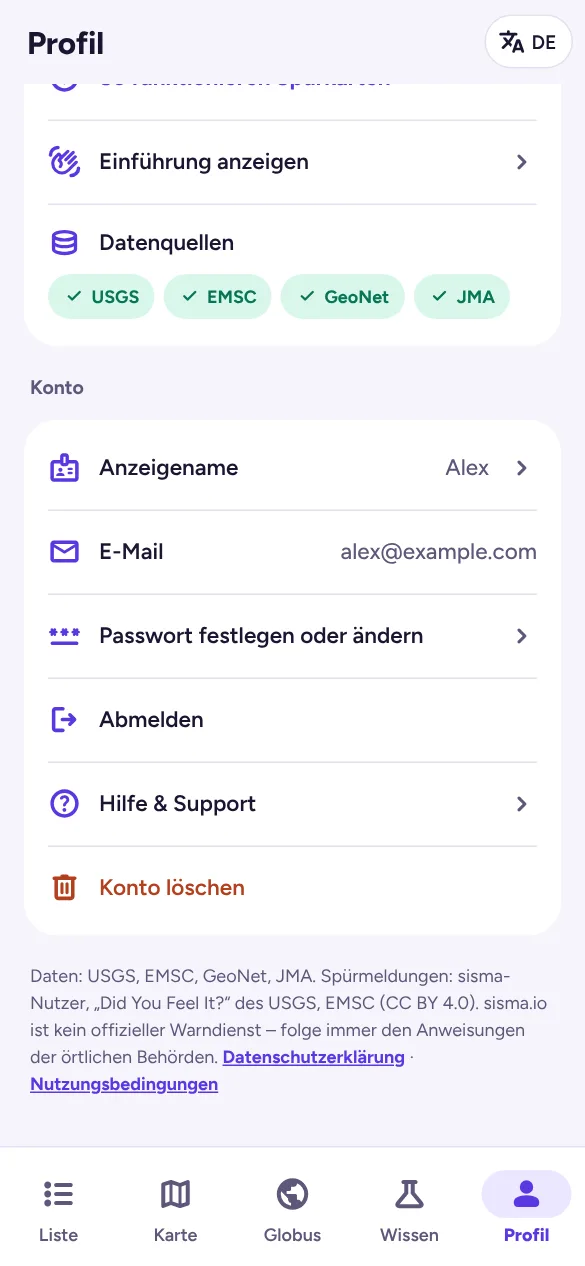 Profil
DE
Einführung anzeigen
Datenquellen
USGS
EMSC
GeoNet
JMA
Konto
Anzeigename
Alex
E-Mail
alex@example.com
Passwort festlegen oder ändern
Abmelden
Hilfe & Support
Konto löschen
Daten: USGS, EMSC, GeoNet, JMA. Spürmeldungen: sisma-
Nutzer, „Did You Feel It?“ des USGS, EMSC (CC BY 4.0). sisma.io
ist kein offizieller Warndienst – folge immer den Anweisungen
der örtlichen Behörden. Datenschutzerklärung ·
Nutzungsbedingungen
Liste
Karte
Globus
Wissen
Profil